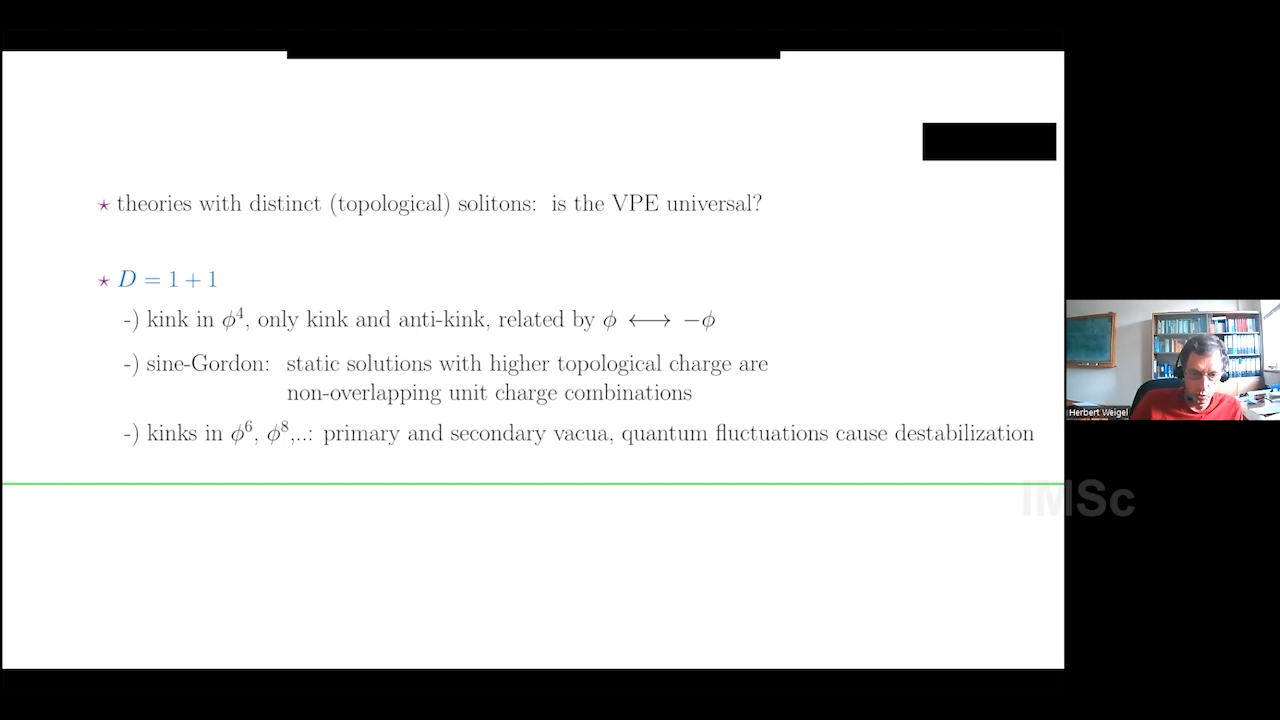 ⋆ theories with distinct (topological) solitons: is the VPE universal?
⋆ D = 1 + 1
-) kink in ϕ⁴, only kink and anti-kink, related by ϕ ⟷ −ϕ
-) sine-Gordon: static solutions with higher topological charge are
non-overlapping unit charge combinations
-) kinks in ϕ⁶, ϕ⁸,..: primary and secondary vacua, quantum fluctuations cause destabilization
Herbert Weigel
IMSc